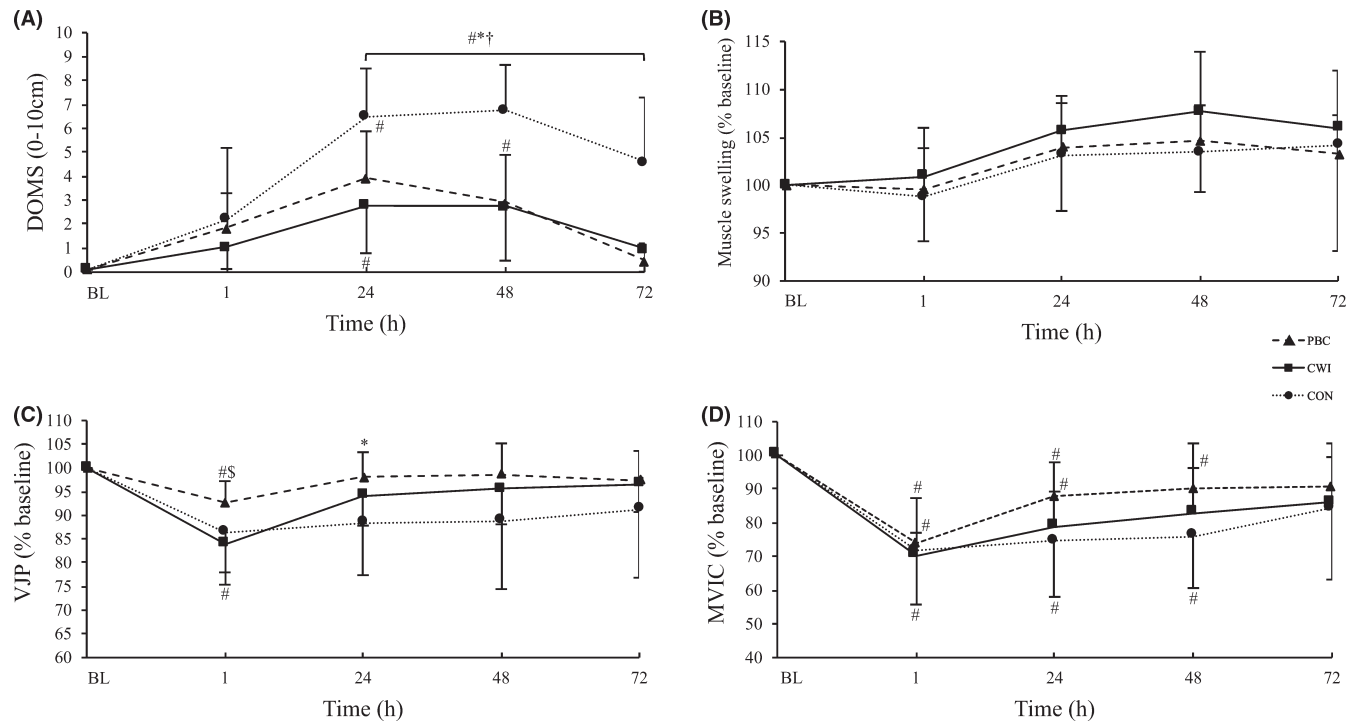 (A)
DOMS (0-10cm)
10
9
8
7
6
5
4
3
2
1
0
#*†
#
#
#
BL 1 24 48 72
Time (h)
(B)
Muscle swelling (% baseline)
115
110
105
100
95
90
BL 1 24 48 72
Time (h)
PBC
CWI
CON
(C)
VJP (% baseline)
110
105
100
95
90
85
80
75
70
65
60
#$
*
#
BL 1 24 48 72
Time (h)
(D)
MVIC (% baseline)
110
100
90
80
70
60
50
40
# # #
# #
# # #
BL 1 24 48 72
Time (h)